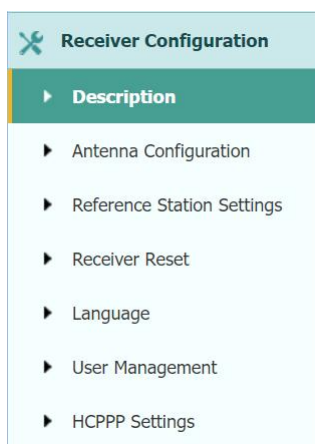 Receiver Configuration
Description
Antenna Configuration
Reference Station Settings
Receiver Reset
Language
User Management
HCPPP Settings